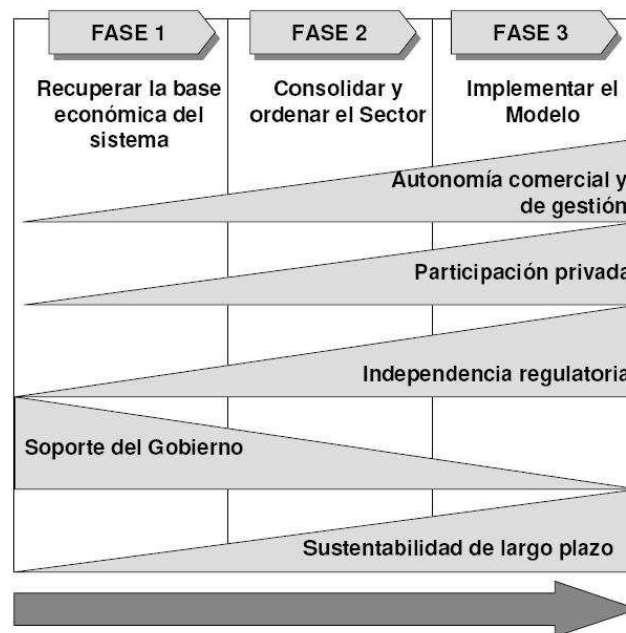 FASE 1
FASE 2
FASE 3
Recuperar la base
económica del
sistema
Consolidar y
ordenar el Sector
Implementar el
Modelo
Autonomía comercial y
de gestión
Participación privada
Independencia regulatoria
Soporte del Gobierno
Sustentabilidad de largo plazo